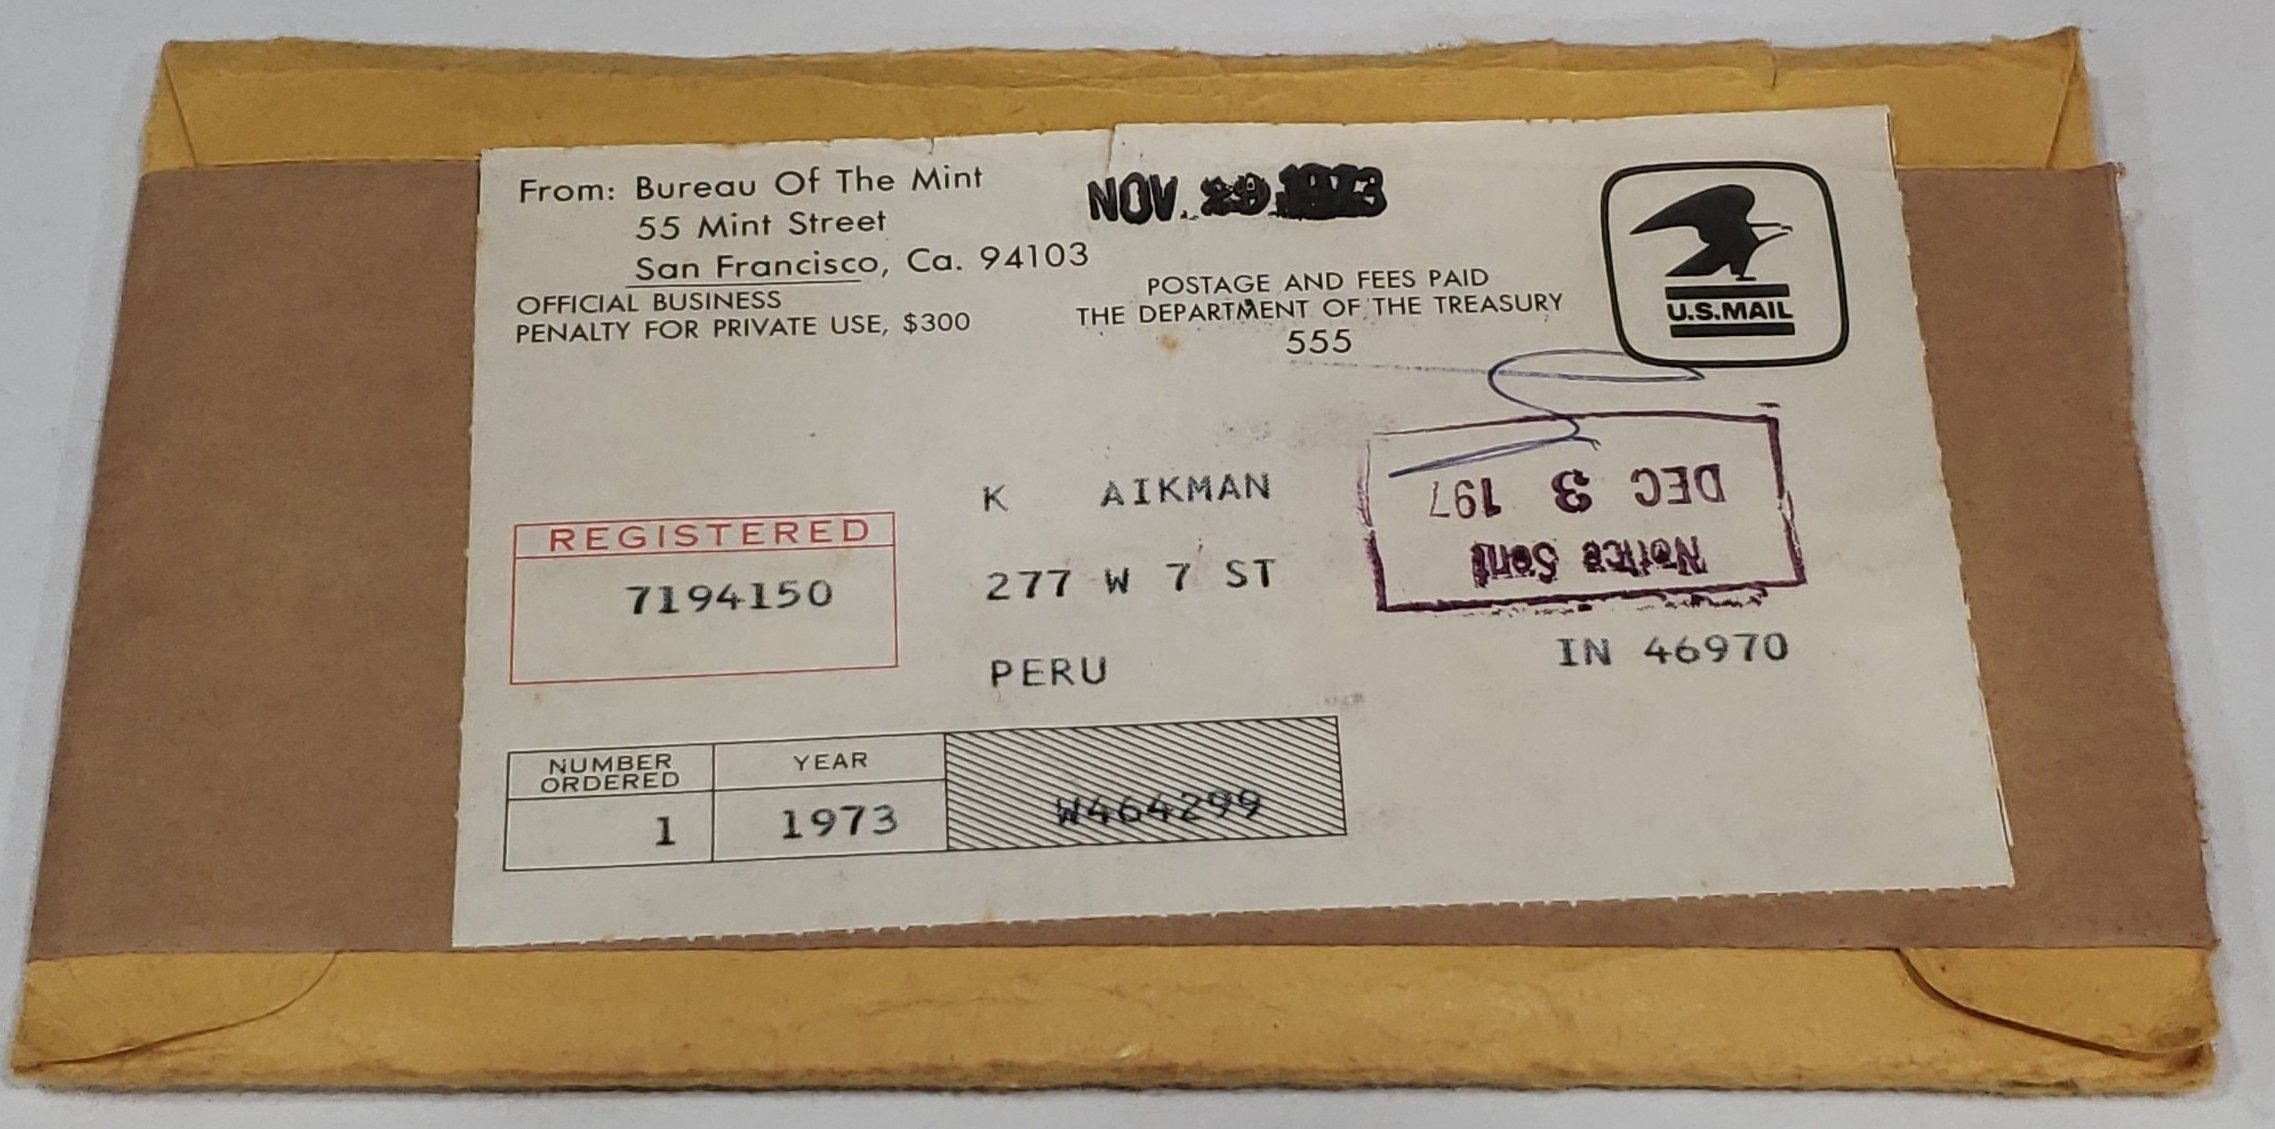 From: Bureau Of The Mint
55 Mint Street
San Francisco, Ca. 94103
OFFICIAL BUSINESS
PENALTY FOR PRIVATE USE, $300
NOV. 29 1973
POSTAGE AND FEES PAID
THE DEPARTMENT OF THE TREASURY
555
U.S.MAIL
REGISTERED
7194150
K AIKMAN
277 W 7 ST
PERU IN 46970
Notice Sent
DEC 3 197
NUMBER ORDERED
YEAR
1
1973
W464299